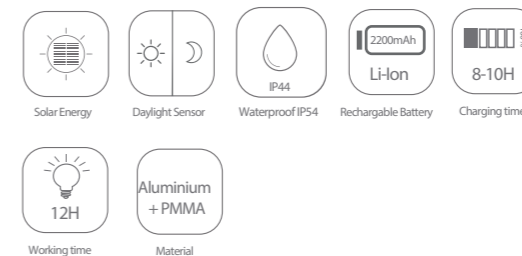 2200mAh
IP44
Li-Ion
8-10H
Solar Energy
Daylight Sensor
Waterproof IP54
Rechargable Battery
Charging time
12H
Aluminium
+ PMMA
Working time
Material